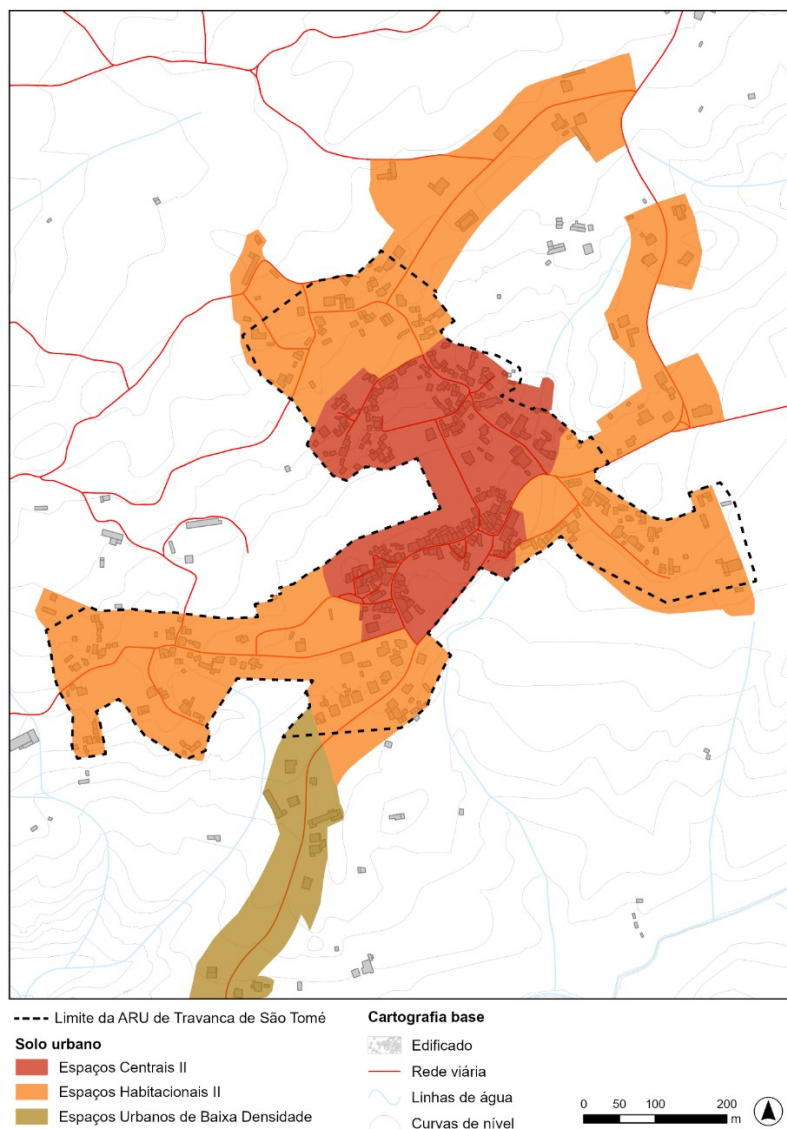 Limite da ARU de Travanca de São Tomé
Solo urbano
Espaços Centrais II
Espaços Habitacionais II
Espaços Urbanos de Baixa Densidade
Cartografia base
Edificado
Rede viária
Linhas de água
Curvas de nível
0 50 100 200
m